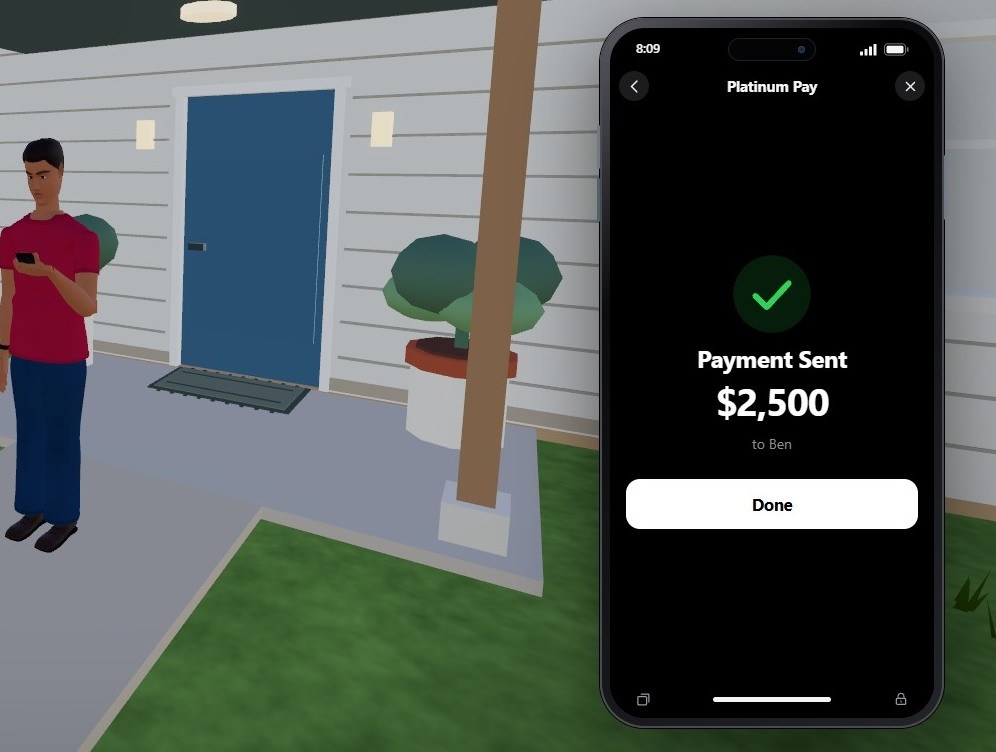 8:09
Platinum Pay
Payment Sent
$2,500
to Ben
Done